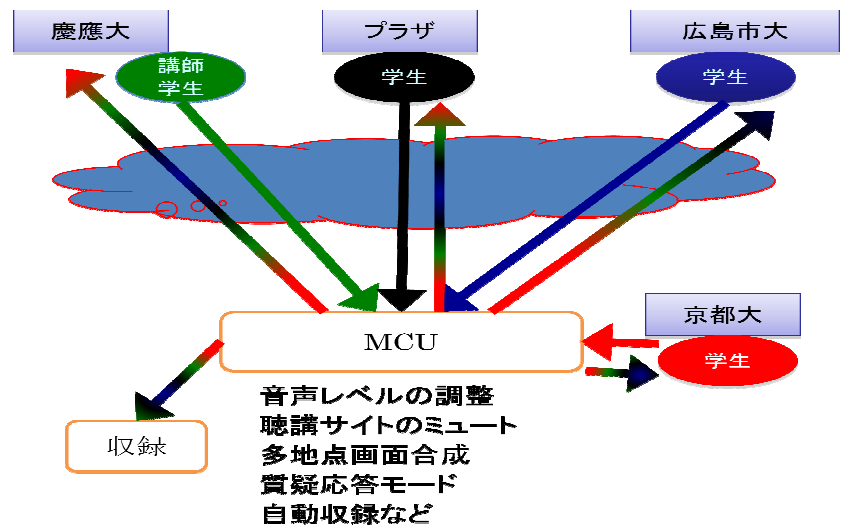 慶應大
プラザ
広島市大
講師
学生
学生
学生
京都大
学生
MCU
収録
音声レベルの調整
聴講サイトのミュート
多地点画面合成
質疑応答モード
自動収録など